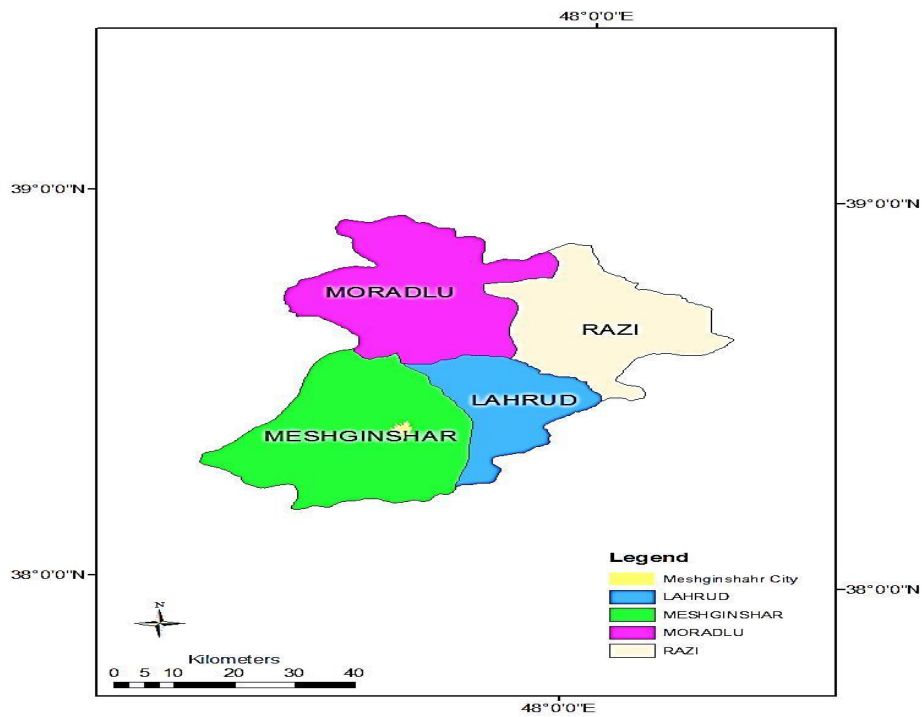 48°0'0"E
39°0'0"N
39°0'0"N
MORADLU
RAZI
LAHRUD
MESHGINSHAR
38°0'0"N
38°0'0"N
Legend
Meshginshahr City
LAHRUD
MESHGINSHAR
MORADLU
RAZI
N
Kilometers
0 5 10 20 30 40
48°0'0"E